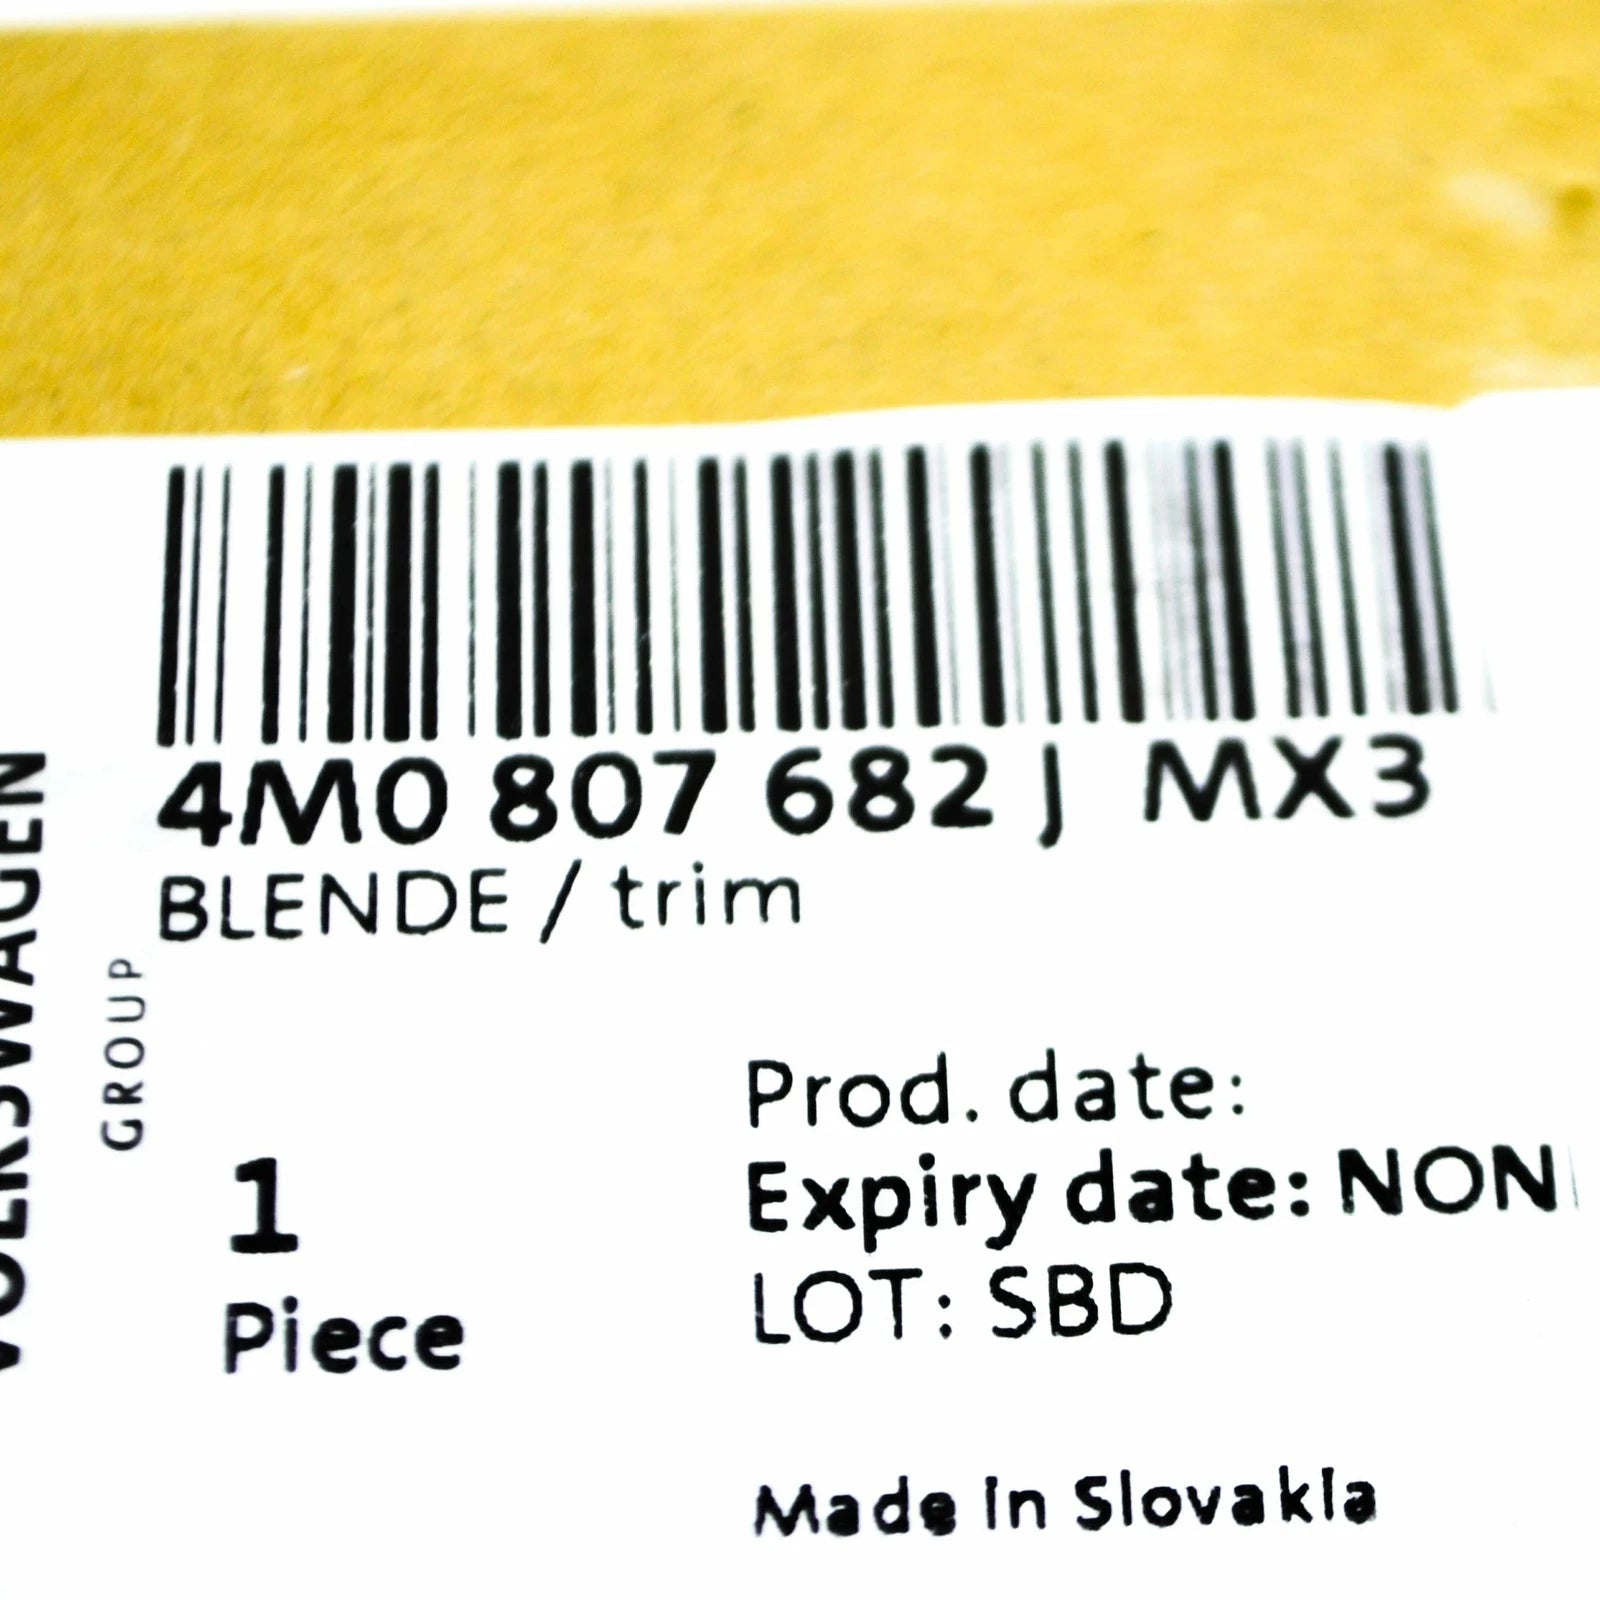 4M0 807 682 J MX3
BLENDE / trim
VOLKSWAGEN
GROUP
1
Piece
Prod. date:
Expiry date: NON
LOT: SBD
Made in Slovakia